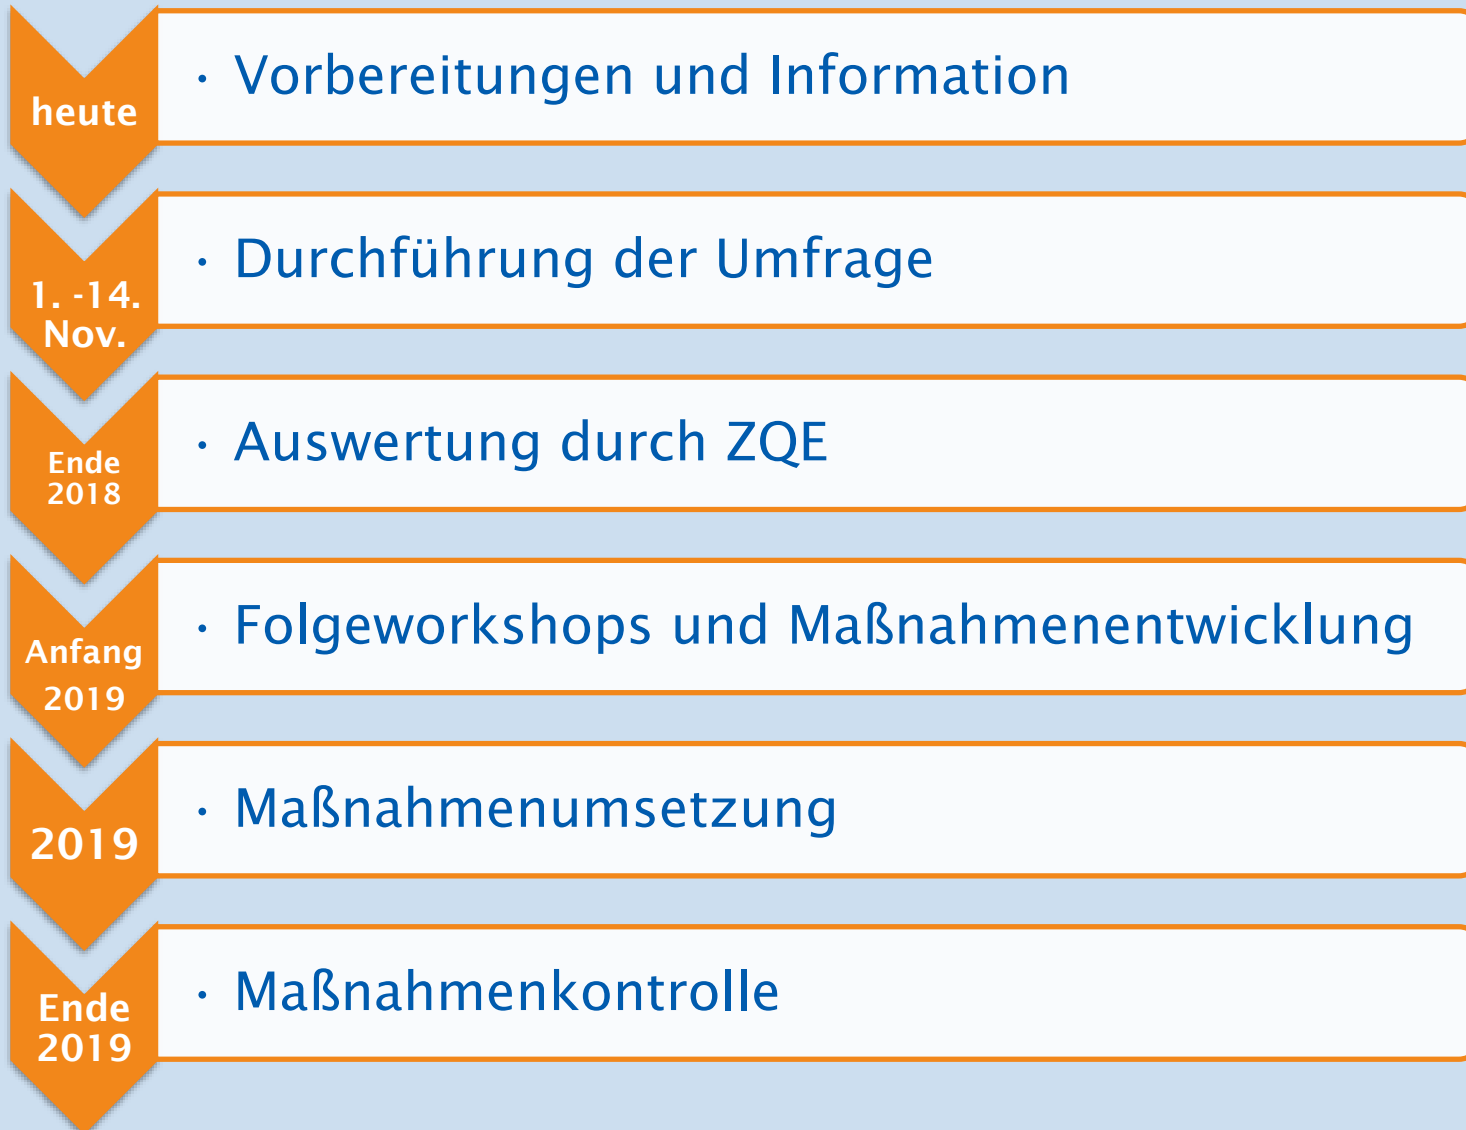 heute
· Vorbereitungen und Information
1. -14.
Nov.
· Durchführung der Umfrage
Ende
2018
· Auswertung durch ZQE
Anfang
2019
· Folgeworkshops und Maßnahmenentwicklung
2019
· Maßnahmenumsetzung
Ende
2019
· Maßnahmenkontrolle